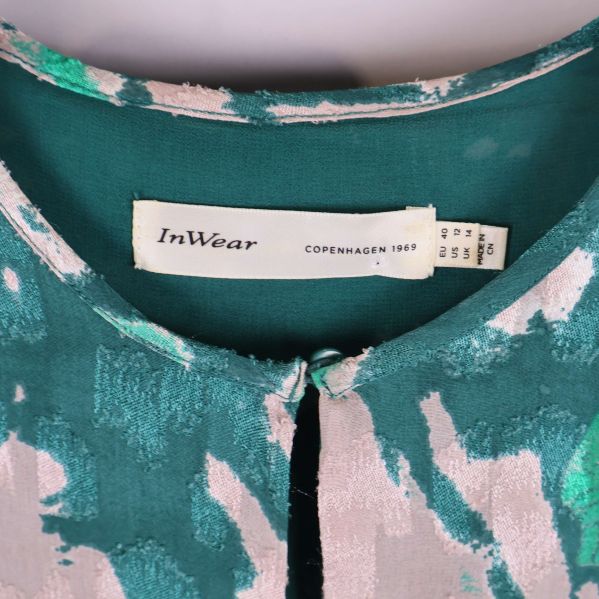 InWear
COPENHAGEN 1969
EU 40
US 12
UK 14
MADE IN
CN